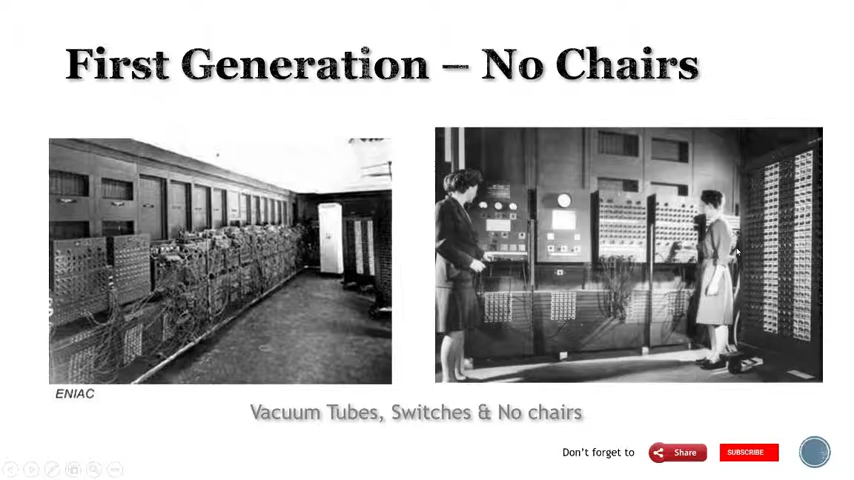 First Generation – No Chairs
ENIAC
Vacuum Tubes, Switches & No chairs
Don't forget to
Share
SUBSCRIBE